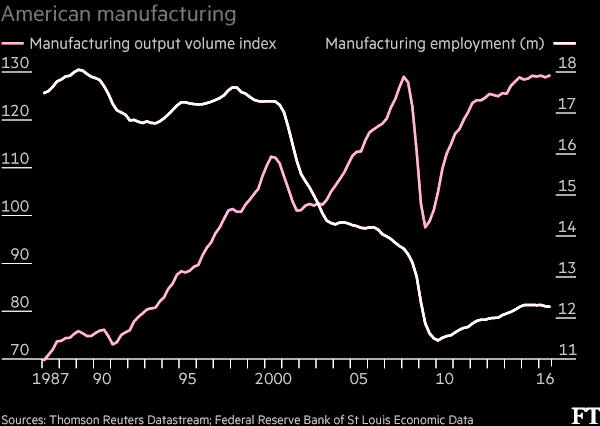 American manufacturing
Manufacturing output volume index Manufacturing employment (m)
130 18
120 17
110 16
100 15
90 14
80 13
70 12
11
1987 90 95 2000 05 10 16
Sources: Thomson Reuters Datastream; Federal Reserve Bank of St Louis Economic Data FT